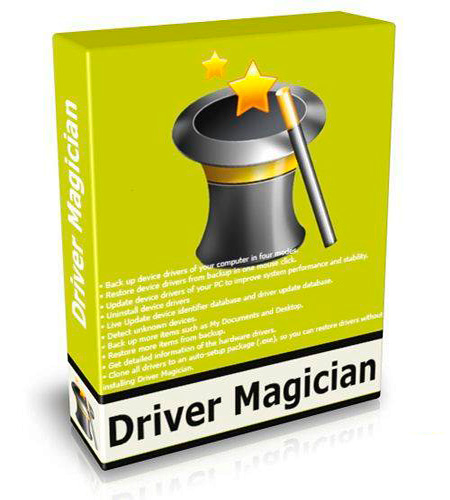 Driver Magician
• Back up device drivers of your computer in four modes.
• Restore device drivers from backup in one mouse click.
• Update device drivers of your PC to improve system performance and stability.
• Uninstall device drivers
• Live Update device identifier database and driver update database.
• Detect unknown devices.
• Back up more items such as My Documents and Desktop.
• Restore more items from backup.
• Get detailed information of the hardware drivers.
• Clone all drivers to an auto-setup package (.exe), so you can restore drivers without
installing Driver Magician.
Driver Magician